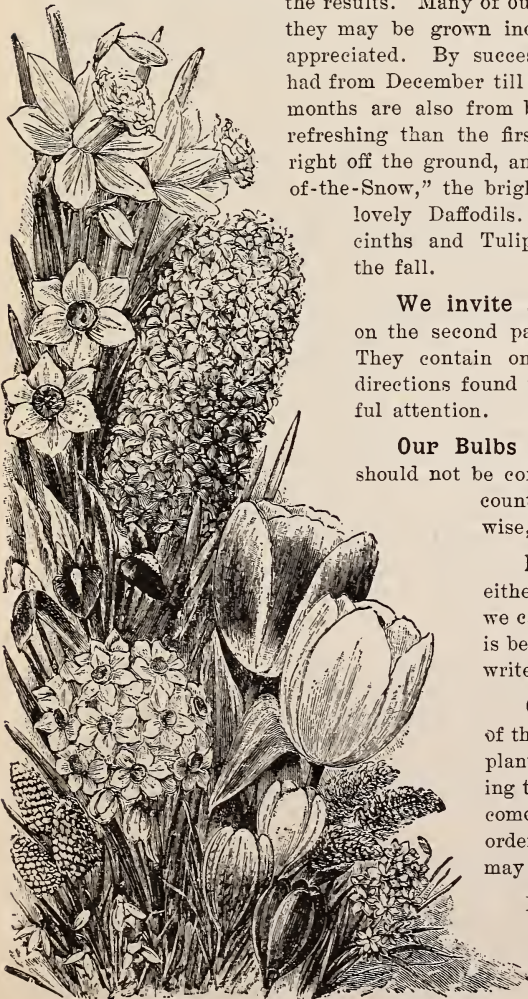 the results. Many of ou
they may be grown ind
appreciated. By succes
had from December till
months are also from b
refreshing than the firs
right off the ground, an
of-the-Snow," the brigh
lovely Daffodils.
cinths and Tulip
the fall.
We invite
on the second pa
They contain on
directions found
ful attention.
Our Bulbs
should not be co
count
wise,
eithe
we c
is be
write
of th
plant
ing t
come
orde
may